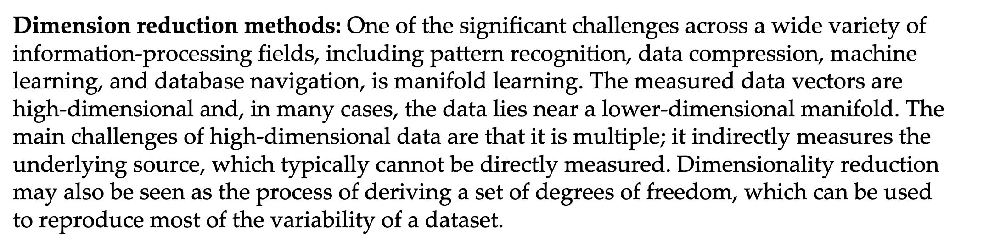 Dimension reduction methods: One of the significant challenges across a wide variety of
information-processing fields, including pattern recognition, data compression, machine
learning, and database navigation, is manifold learning. The measured data vectors are
high-dimensional and, in many cases, the data lies near a lower-dimensional manifold. The
main challenges of high-dimensional data are that it is multiple; it indirectly measures the
underlying source, which typically cannot be directly measured. Dimensionality reduction
may also be seen as the process of deriving a set of degrees of freedom, which can be used
to reproduce most of the variability of a dataset.